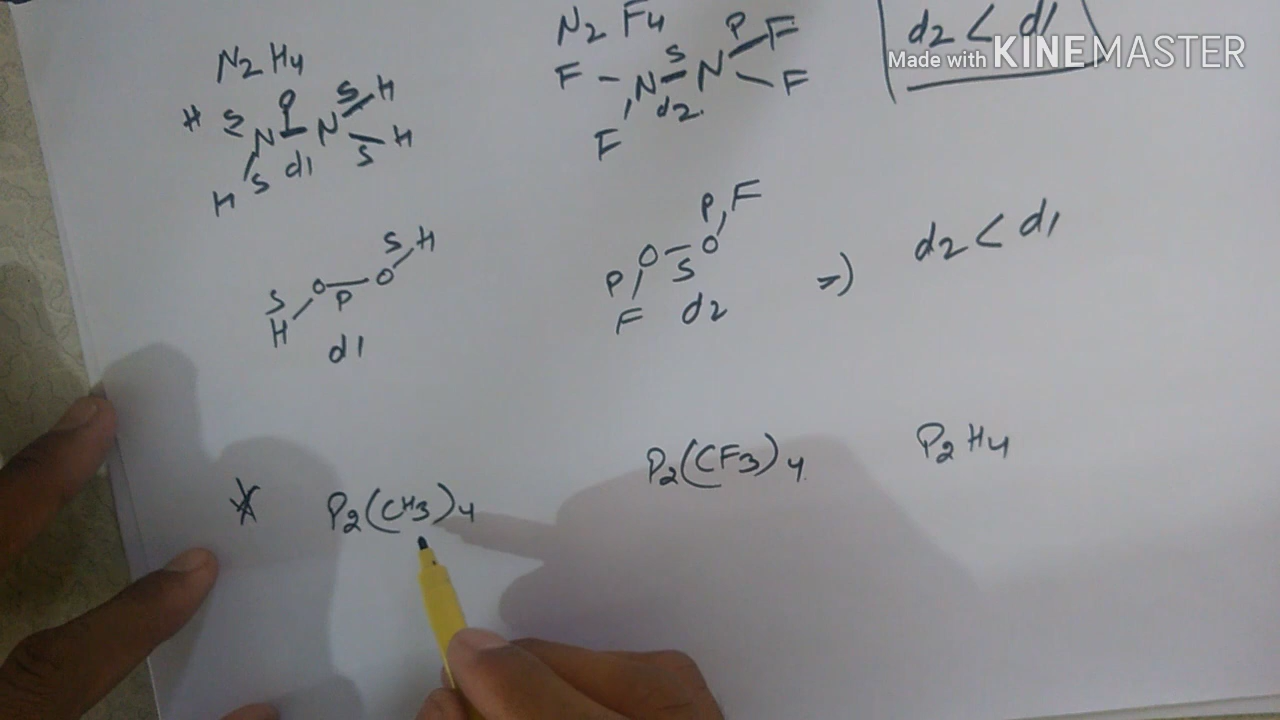 N2H4
H S N P N S H
d1 S H
H S
N2F4
F - N S N P F
d2. F
F
d2 < d1
Made with KINEMASTER
S H
S O P O
H
d1
P, F
O - O
P S
F d2
=) d2 < d1
* P2(CH3)4
P2(CF3)4.
P2H4